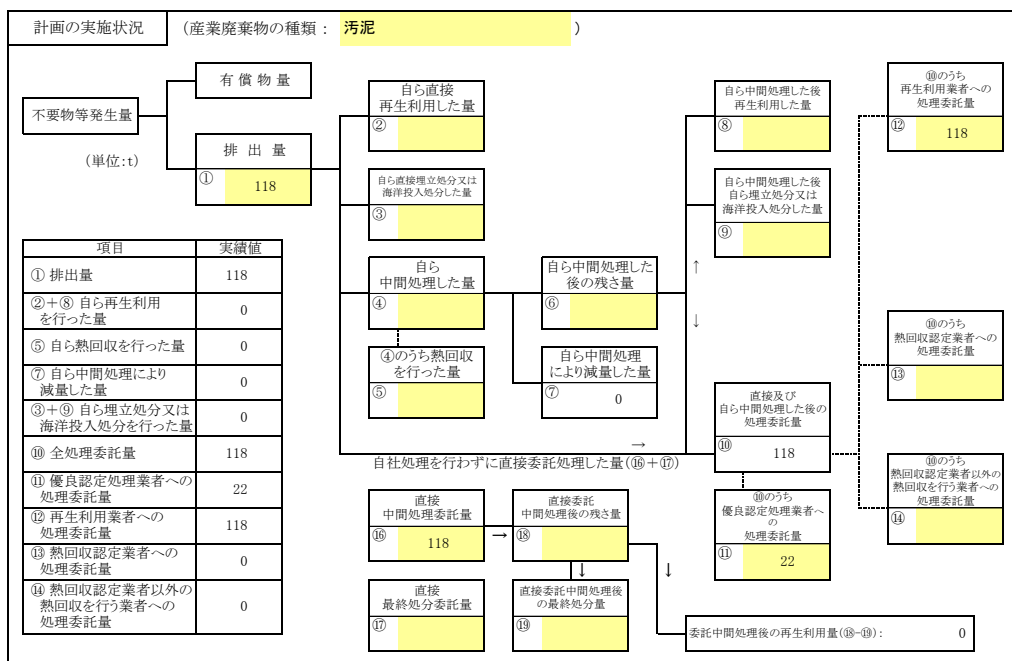 計画の実施状況 （産業廃棄物の種類： 汚泥 ）
有償物量
不要物等発生量
(単位:t)
排出量
① 118
自ら直接
再生利用した量
②
自ら直接埋立処分又は
海洋投入処分した量
③
自ら
中間処理した量
④
④のうち熱回収
を行った量
⑤
自ら中間処理した
後の残さ量
⑥
自ら中間処理
により減量した量
⑦ 0
自ら中間処理した後
再生利用した量
⑧
自ら中間処理した後
自ら埋立処分又は
海洋投入処分した量
⑨
↑
↓
直接及び
自ら中間処理した後の
処理委託量
⑩ 118
⑩のうち
優良認定処理業者へ
の
処理委託量
⑪ 22
⑩のうち
再生利用業者への
処理委託量
⑫ 118
⑩のうち
熱回収認定業者への
処理委託量
⑬
⑩のうち
熱回収認定業者以外の
熱回収を行う業者への
処理委託量
⑭
→
自社処理を行わずに直接委託処理した量(⑯＋⑰)
直接
中間処理委託量
⑯ 118
→
直接委託
中間処理後の残さ量
⑱
↓
↓
直接
最終処分委託量
⑰
直接委託中間処理後
の最終処分量
⑲
委託中間処理後の再生利用量(⑱-⑲)： 0
項目 実績値
① 排出量 118
②＋⑧ 自ら再生利用
を行った量 0
⑤ 自ら熱回収を行った量 0
⑦ 自ら中間処理により
減量した量 0
③＋⑨ 自ら埋立処分又は
海洋投入処分を行った量 0
⑩ 全処理委託量 118
⑪ 優良認定処理業者への
処理委託量 22
⑫ 再生利用業者への
処理委託量 118
⑬ 熱回収認定業者への
処理委託量 0
⑭ 熱回収認定業者以外の
熱回収を行う業者への
処理委託量 0